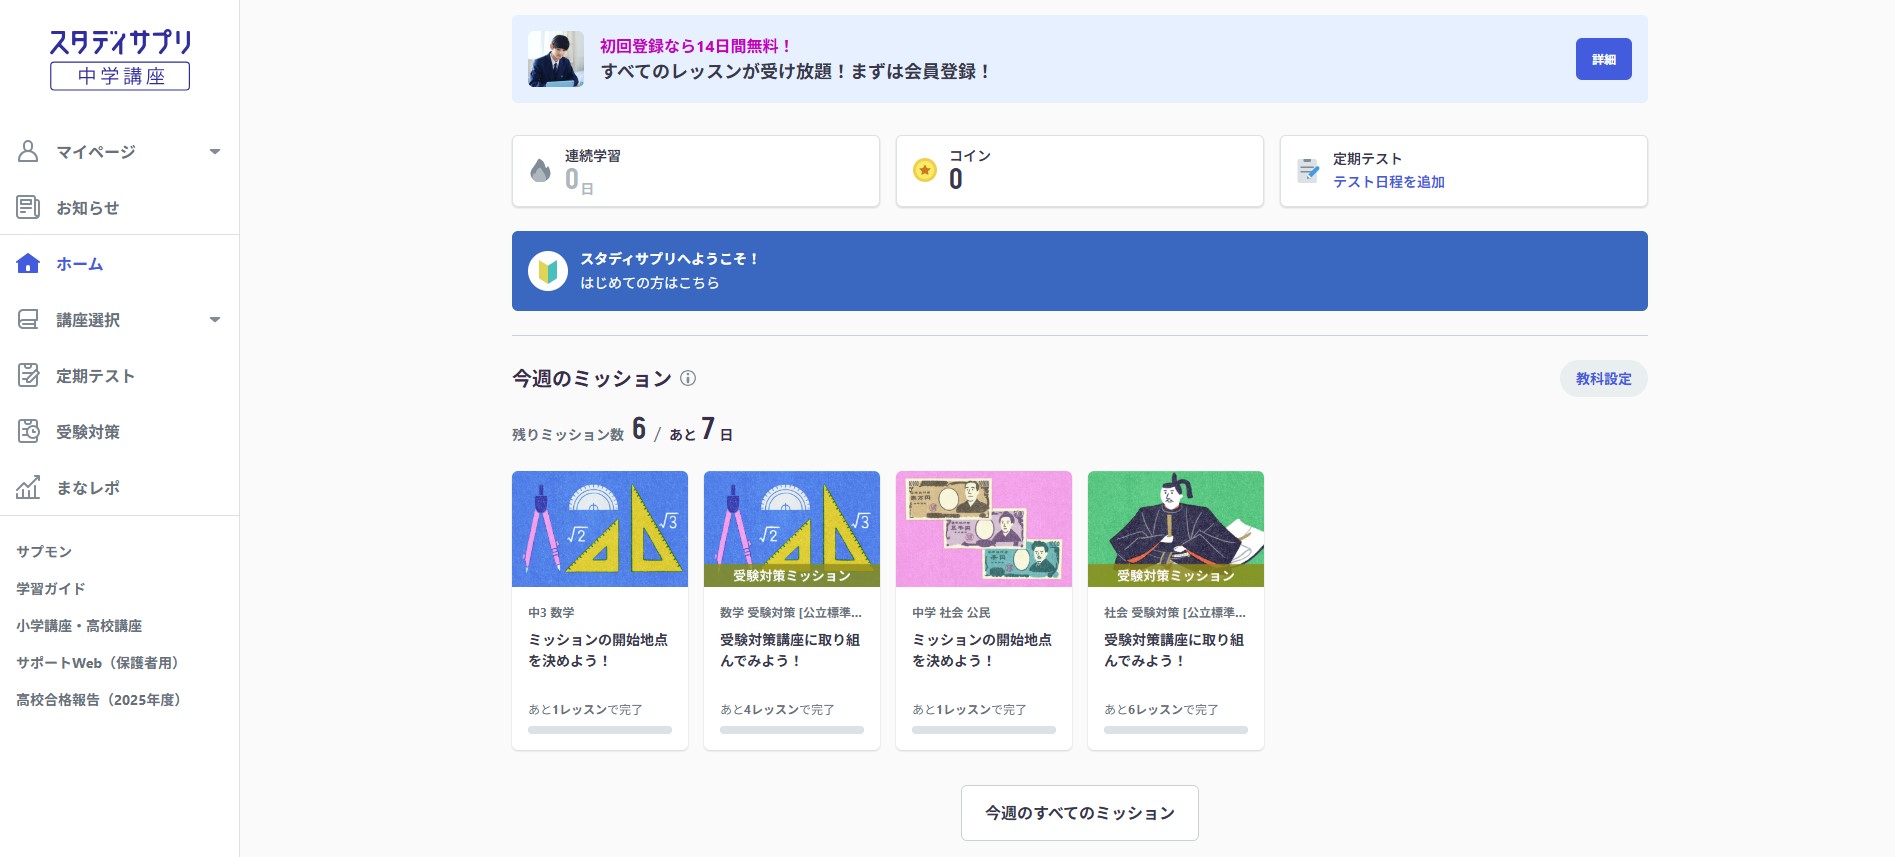 スタディサプリ
中学講座
マイページ
お知らせ
ホーム
講座選択
定期テスト
受験対策
まなレポ
サプモン
学習ガイド
小学講座・高校講座
サポートWeb（保護者用）
高校合格報告（2025年度）
初回登録なら14日間無料！
すべてのレッスンが受け放題！まずは会員登録！
詳細
連続学習
0日
コイン
0
定期テスト
テスト日程を追加
スタディサプリへようこそ！
はじめての方はこちら
今週のミッション
教科設定
残りミッション数 6 / あと 7 日
√2
√3
中3 数学
ミッションの開始地点
を決めよう！
あと1レッスンで完了
√2
√3
受験対策ミッション
数学 受験対策 [公立標準...
受験対策講座に取り組
んでみよう！
あと4レッスンで完了
中学 社会 公民
ミッションの開始地点
を決めよう！
あと1レッスンで完了
受験対策ミッション
社会 受験対策 [公立標準...
受験対策講座に取り組
んでみよう！
あと6レッスンで完了
今週のすべてのミッション